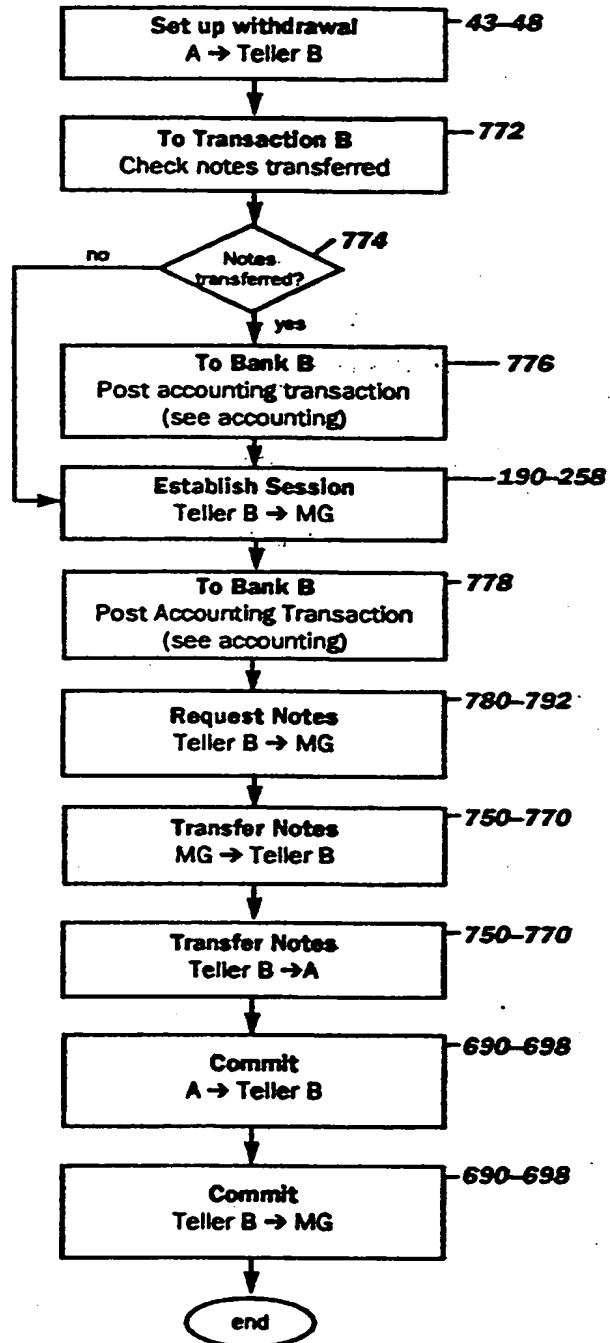 Set up withdrawal
A → Teller B
43–48
To Transaction B
Check notes transferred
772
Notes
transferred?
774
no
yes
To Bank B
Post accounting transaction
(see accounting)
776
Establish Session
Teller B → MG
190–258
To Bank B
Post Accounting Transaction
(see accounting)
778
Request Notes
Teller B → MG
780–792
Transfer Notes
MG → Teller B
750–770
Transfer Notes
Teller B → A
750–770
Commit
A → Teller B
690–698
Commit
Teller B → MG
690–698
end